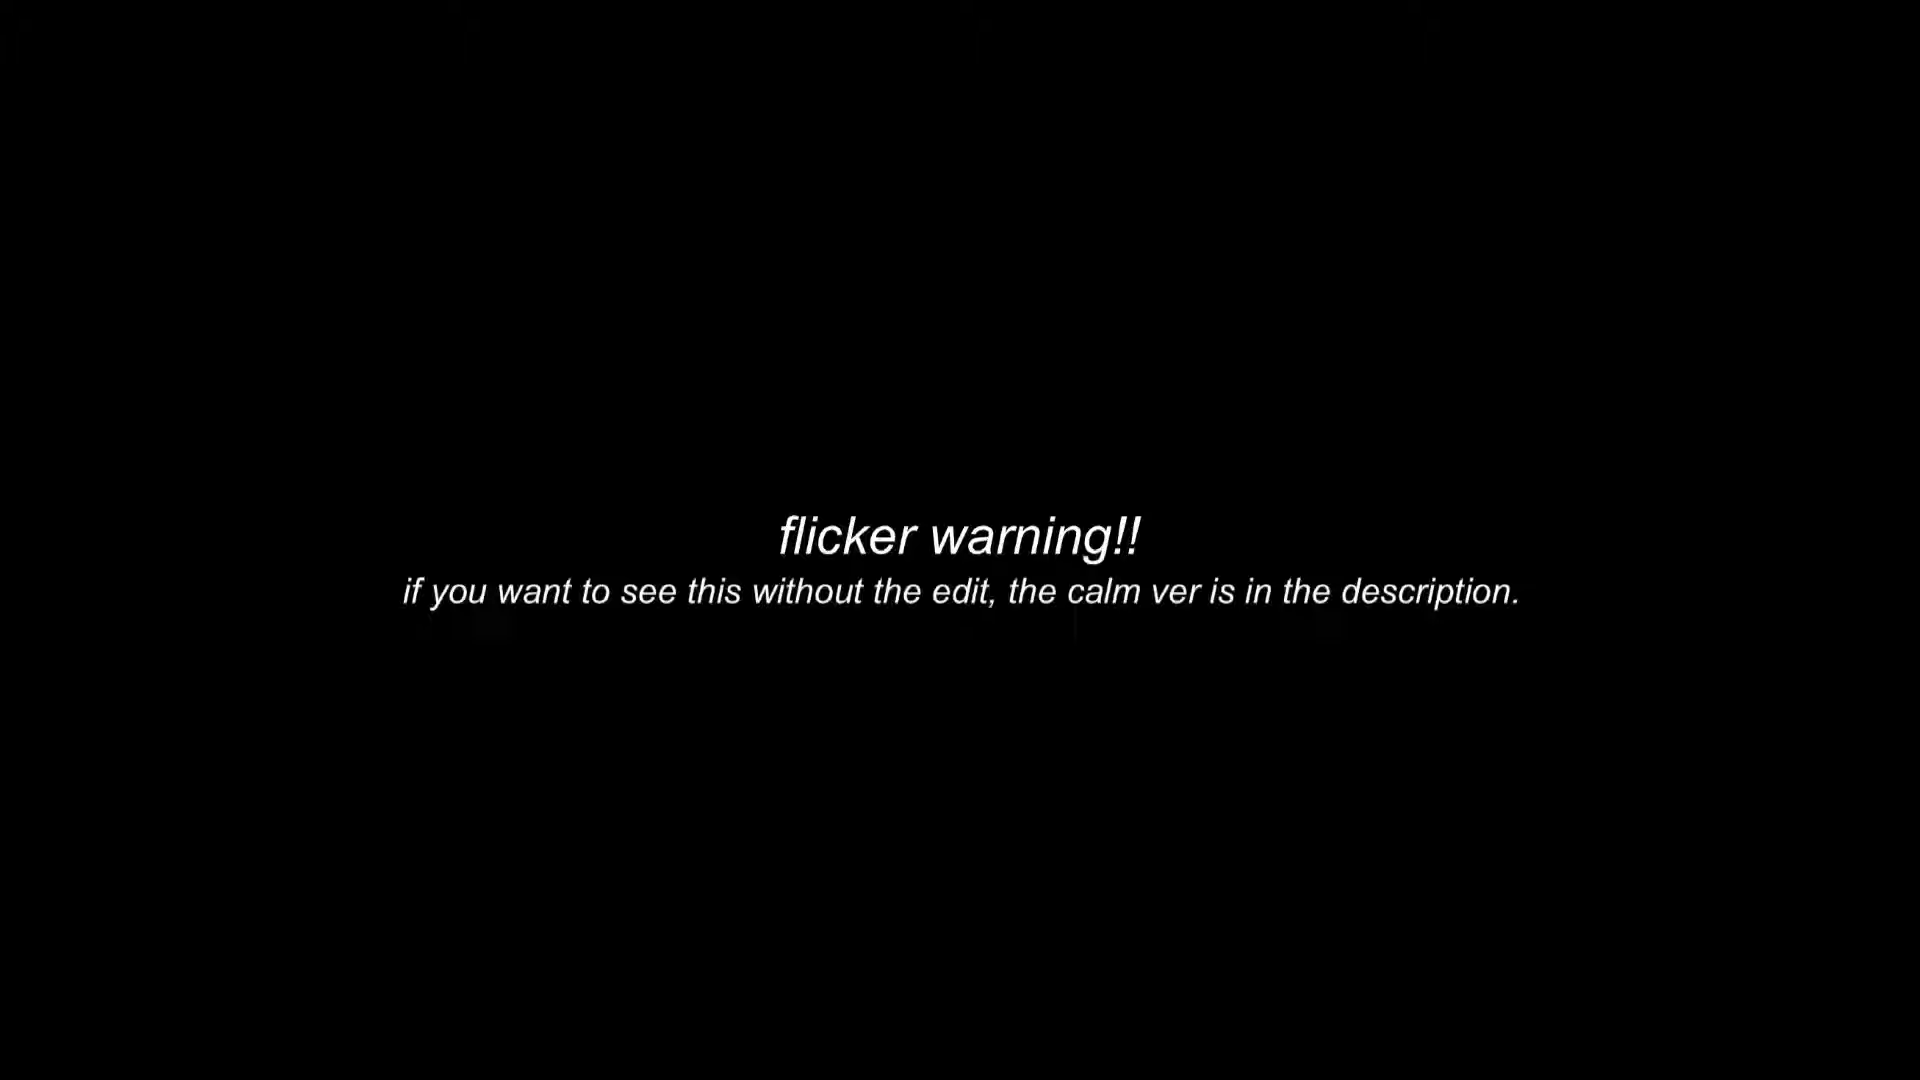 flicker warning!!
if you want to see this without the edit, the calm ver is in the description.